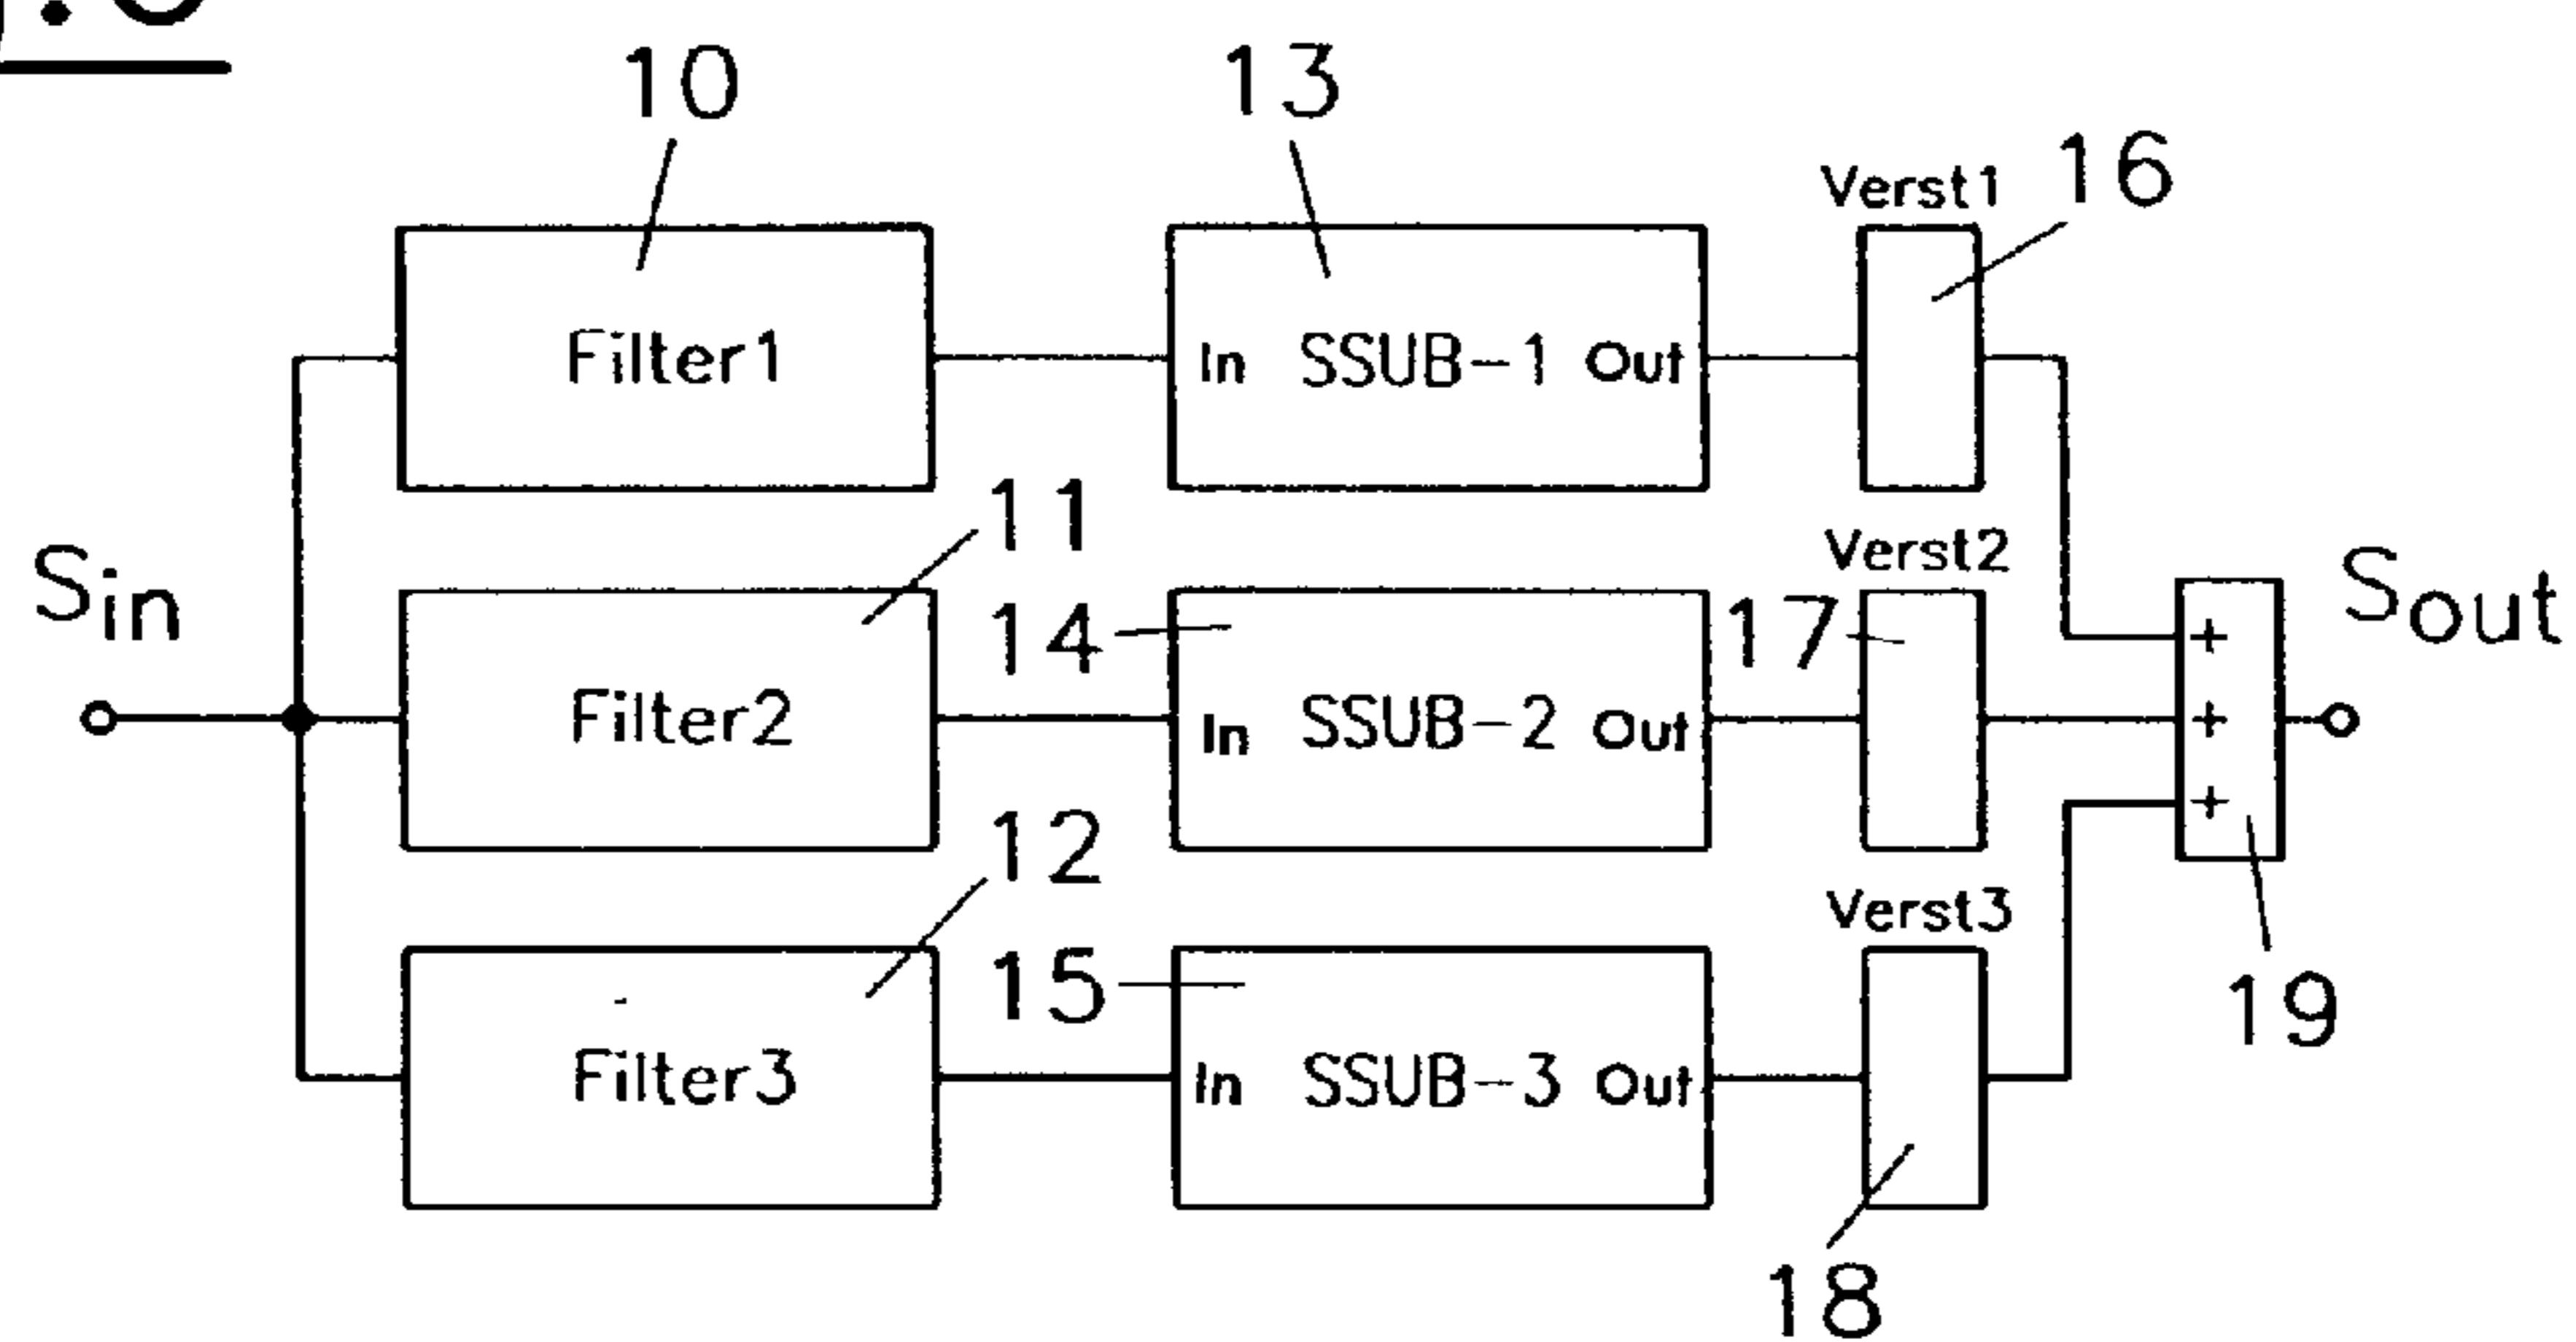 10
13
Verst1
16
Filter1
In SSUB-1 Out
11
Verst2
Sin
14
17
Sout
Filter2
In SSUB-2 Out
+
+
+
12
Verst3
15
19
Filter3
In SSUB-3 Out
18